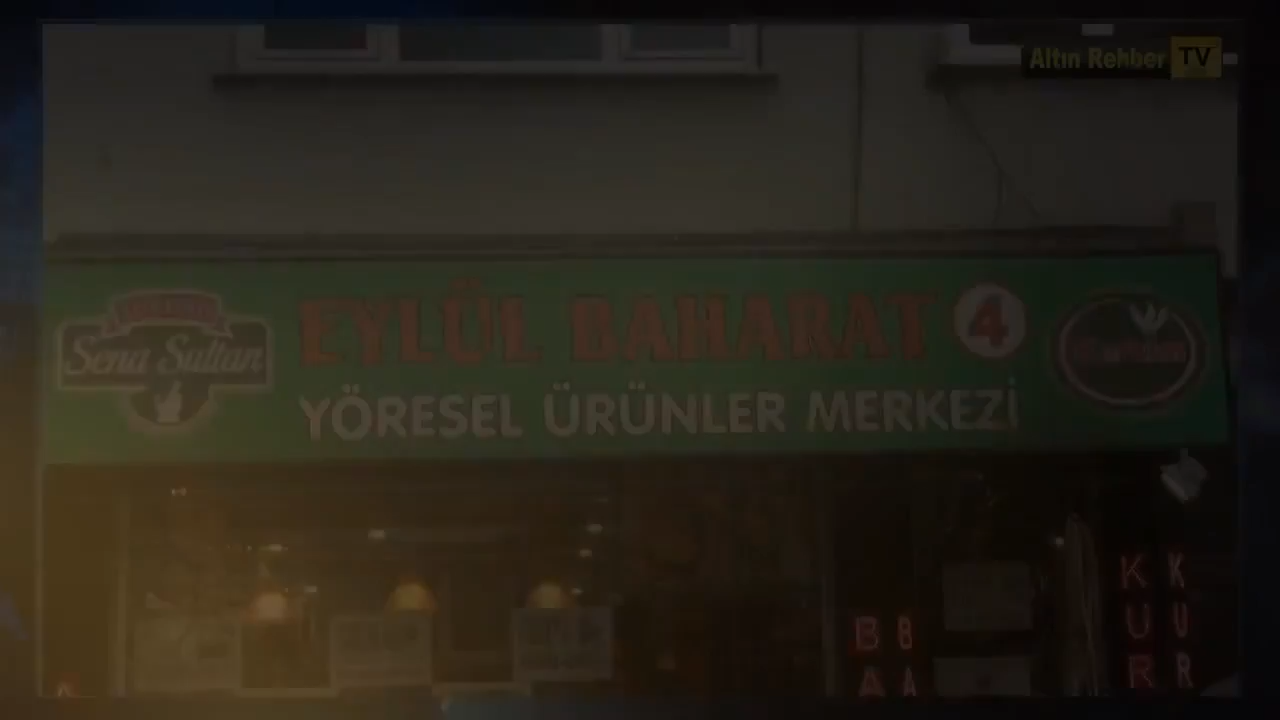 Altın Rehber TV
Sena Sultan
EYLÜL BAHARAT 4
YÖRESEL ÜRÜNLER MERKEZİ
B B
A A
K K
U U
R R